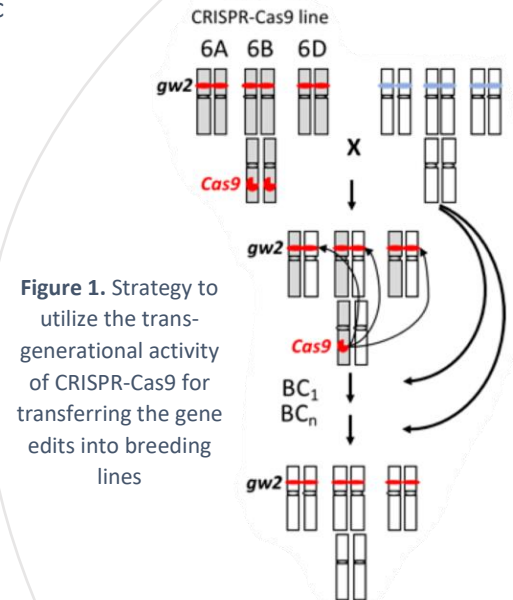 c
CRISPR-Cas9 line
6A 6B 6D
gw2
X
Cas9
gw2
Cas9
BC1
BCn
gw2
Figure 1. Strategy to
utilize the trans-
generational activity
of CRISPR-Cas9 for
transferring the gene
edits into breeding
lines